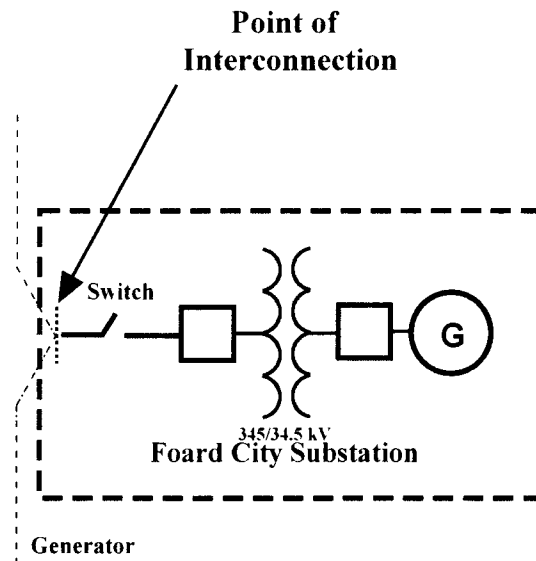 Point of
Interconnection
Switch
G
345/34.5 kV
Foard City Substation
Generator